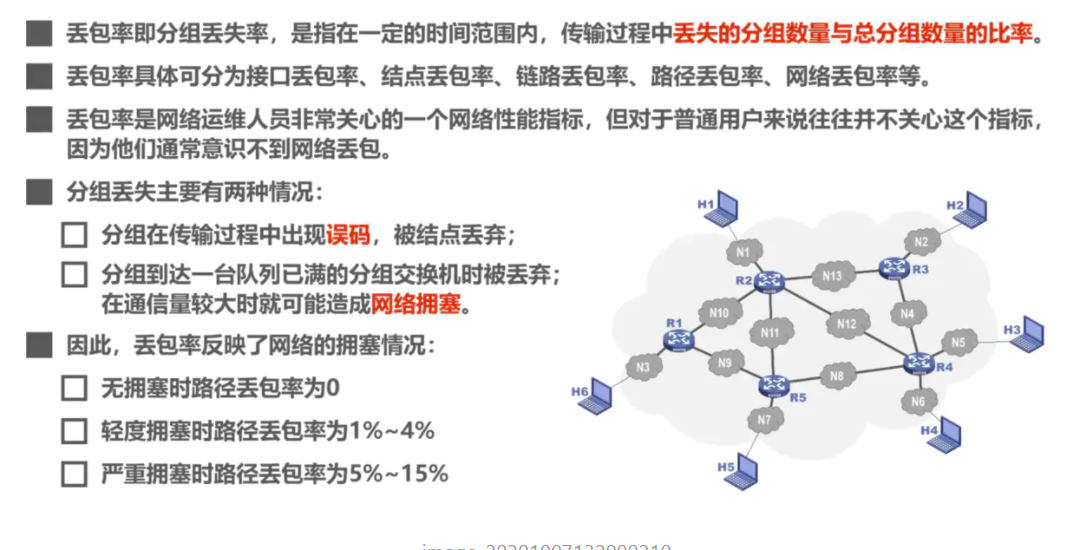 丢包率即分组丢失率，是指在一定的时间范围内，传输过程中丢失的分组数量与总分组数量的比率。
丢包率具体可分为接口丢包率、结点丢包率、链路丢包率、路径丢包率、网络丢包率等。
丢包率是网络运维人员非常关心的一个网络性能指标，但对于普通用户来说往往并不关心这个指标，
因为他们通常意识不到网络丢包。
分组丢失主要有两种情况：
分组在传输过程中出现误码，被结点丢弃；
分组到达一台队列已满的分组交换机时被丢弃；
在通信量较大时就可能造成网络拥塞。
因此，丢包率反映了网络的拥塞情况：
无拥塞时路径丢包率为0
轻度拥塞时路径丢包率为1%~4%
严重拥塞时路径丢包率为5%~15%
H1
H2
N1
N2
R2
N13
R3
N10
N4
R1
N11
N12
H3
N5
N3
N9
R4
N8
H6
R5
N6
N7
H4
H5